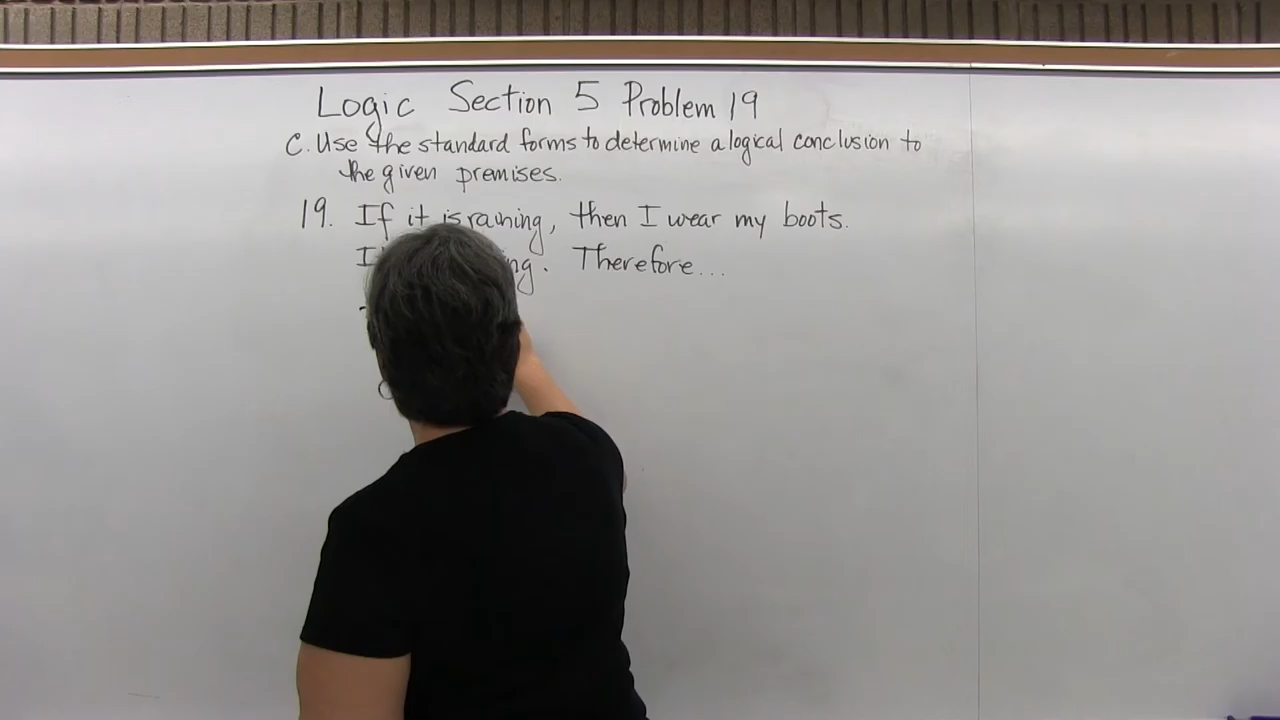 Logic Section 5 Problem 19
C. Use the standard forms to determine a logical conclusion to
the given premises.
19. If it is raining, then I wear my boots.
Therefore...